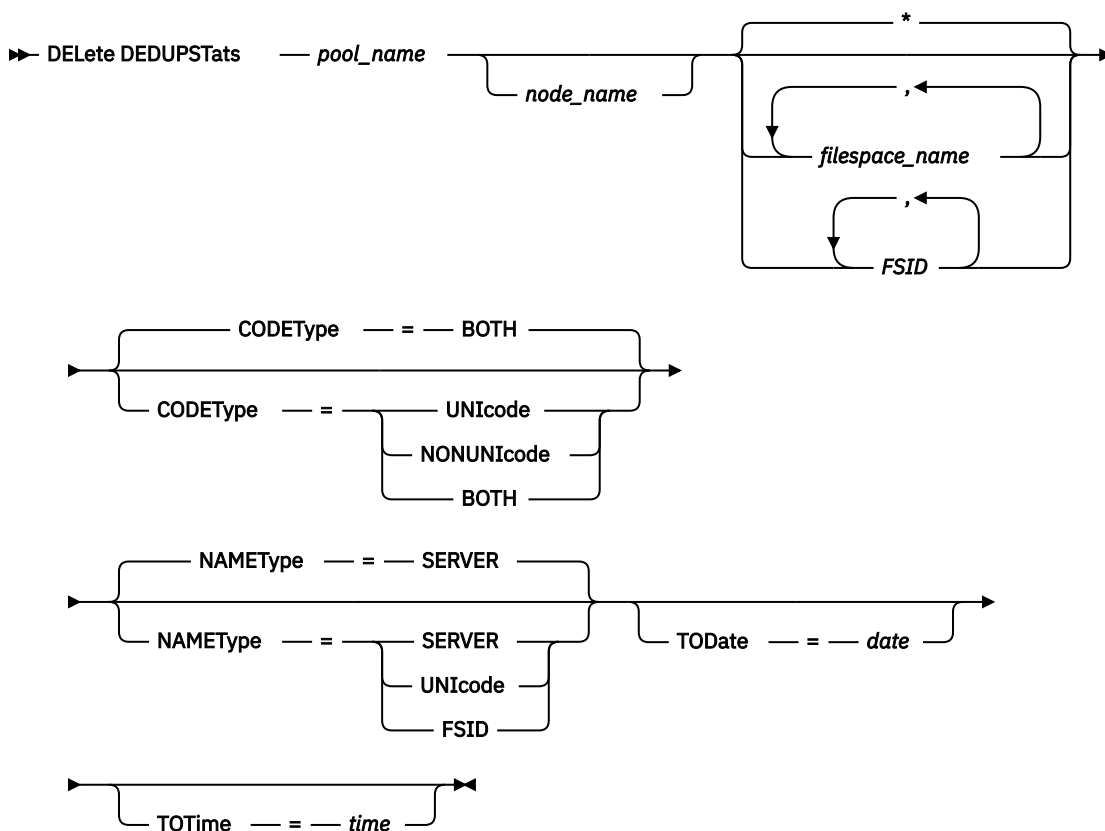 *
DELete DEDUPSTats pool_name
node_name
,
filespace_name
,
FSID
CODEType = BOTH
CODEType = UNIcode
NONUNIcode
BOTH
NAMEType = SERVER
NAMEType = SERVER
TODate = date
UNIcode
FSID
TOTime = time